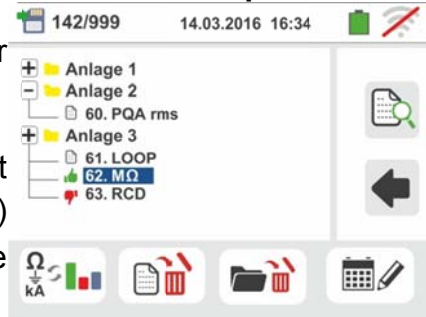 142/999 14.03.2016 16:34
r
Anlage 1
Anlage 2
60. PQA rms
Anlage 3
61. LOOP
t
62. MΩ
)
63. RCD
e
Ω
kA